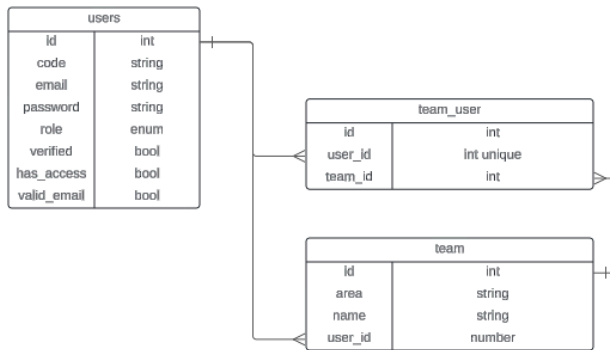 users
id int
code string
email string
password string
role enum
verified bool
has_access bool
valid_email bool
team_user
id int
user_id int unique
team_id int
team
id int
area string
name string
user_id number